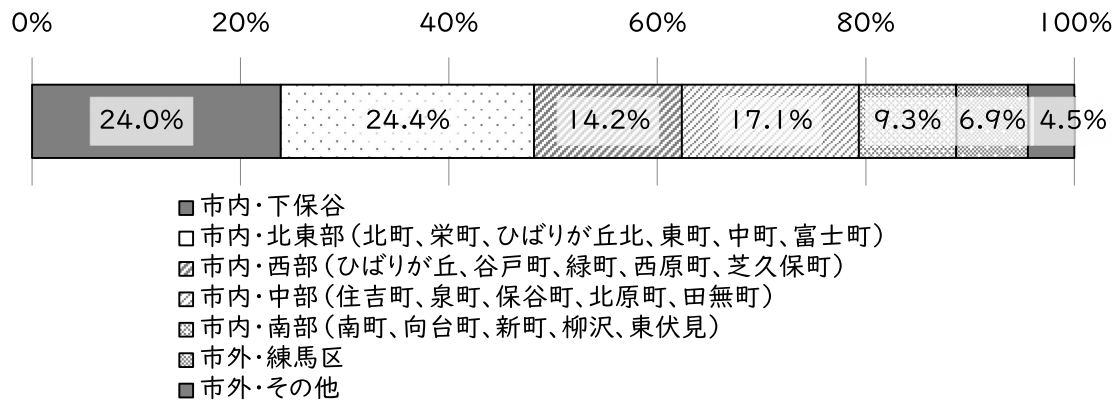 0% 20% 40% 60% 80% 100%
24.0% 24.4% 14.2% 17.1% 9.3% 6.9% 4.5%
市内・下保谷
市内・北東部(北町、栄町、ひばりが丘北、東町、中町、富士町)
市内・西部(ひばりが丘、谷戸町、緑町、西原町、芝久保町)
市内・中部(住吉町、泉町、保谷町、北原町、田無町)
市内・南部(南町、向台町、新町、柳沢、東伏見)
市外・練馬区
市外・その他